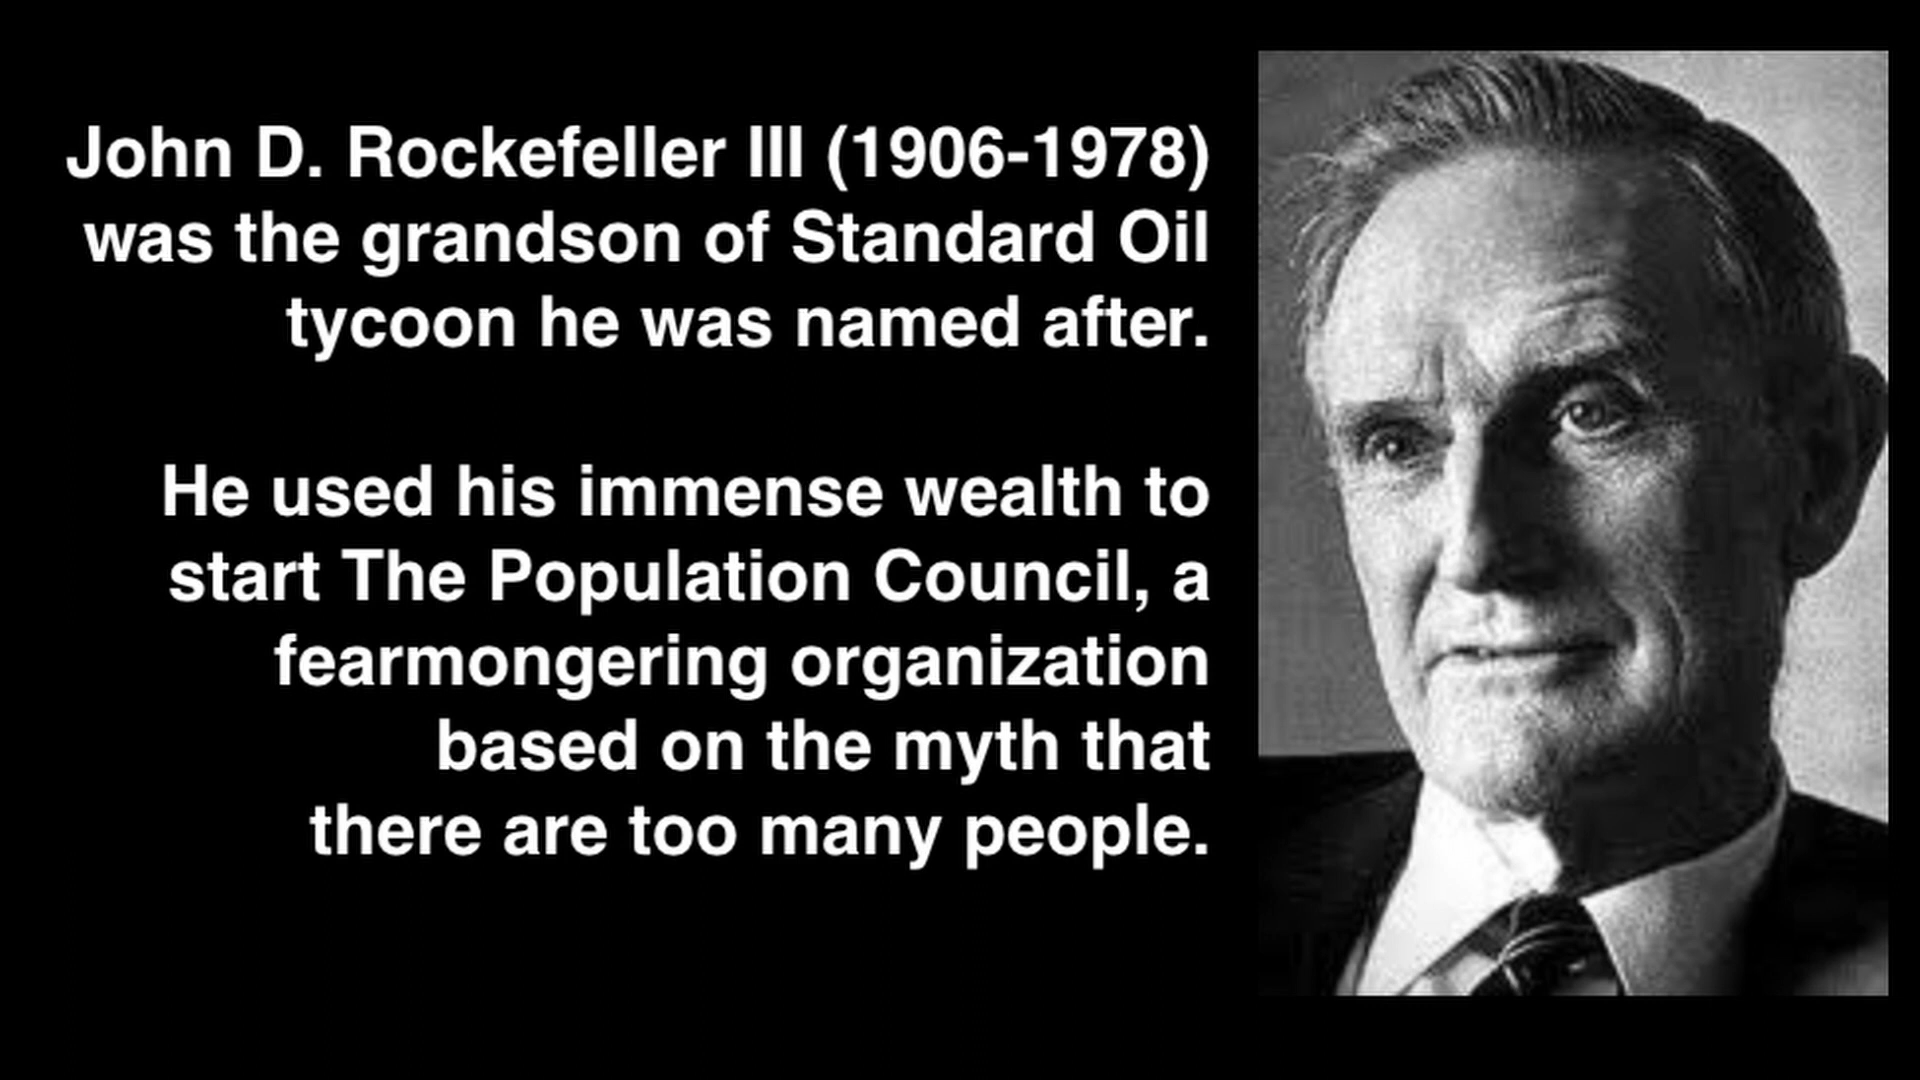 John D. Rockefeller III (1906-1978)
was the grandson of Standard Oil
tycoon he was named after.
He used his immense wealth to
start The Population Council, a
fearmongering organization
based on the myth that
there are too many people.